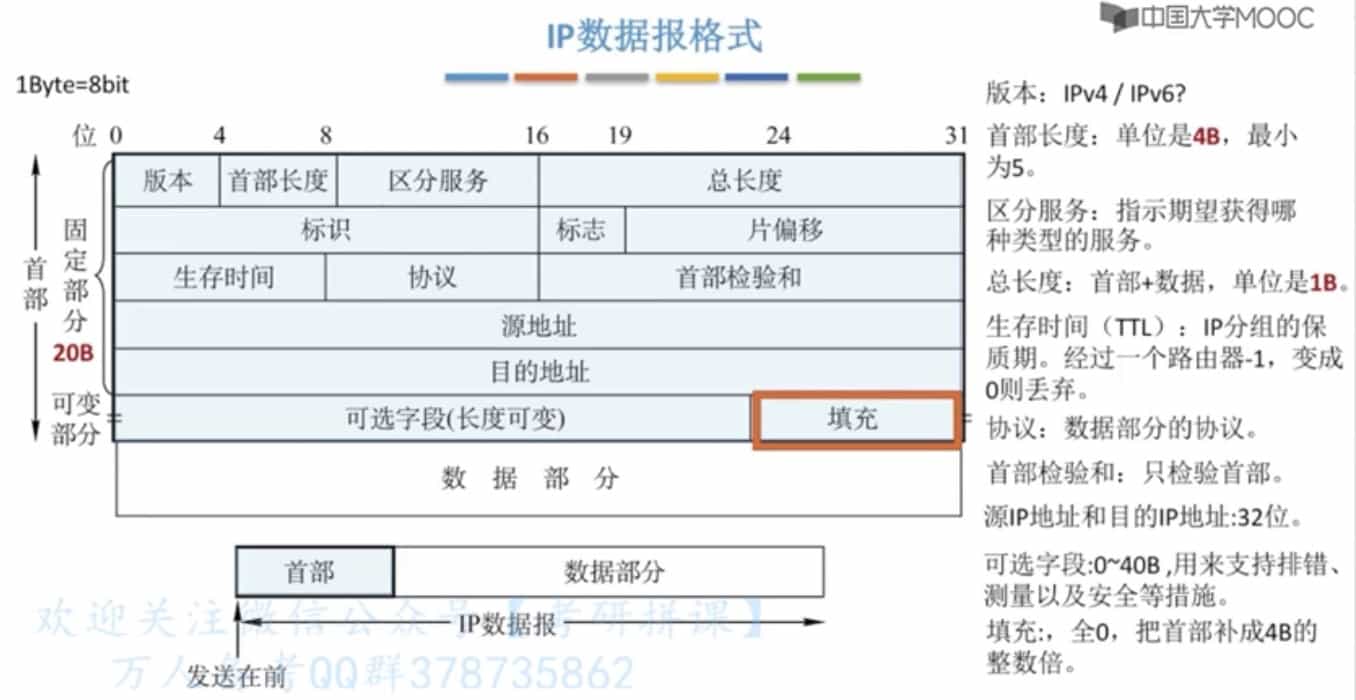 中国大学MOOC
IP数据报格式
1Byte=8bit
位 0 4 8 16 19 24 31
版本 首部长度 区分服务 总长度
标识 标志 片偏移
生存时间 协议 首部检验和
源地址
目的地址
可选字段(长度可变) 填充
数据部分
首部
固定部分
20B
可变
部分
首部 数据部分
IP数据报
发送在前
版本：IPv4 / IPv6?
首部长度：单位是4B，最小
为5。
区分服务：指示期望获得哪
种类型的服务。
总长度：首部+数据，单位是1B。
生存时间（TTL）：IP分组的保
质期。经过一个路由器-1，变成
0则丢弃。
协议：数据部分的协议。
首部检验和：只检验首部。
源IP地址和目的IP地址:32位。
可选字段:0~40B ,用来支持排错、
测量以及安全等措施。
填充:，全0，把首部补成4B的
整数倍。
欢迎关注微信公众号【考研拼课】
万人备考QQ群378735862